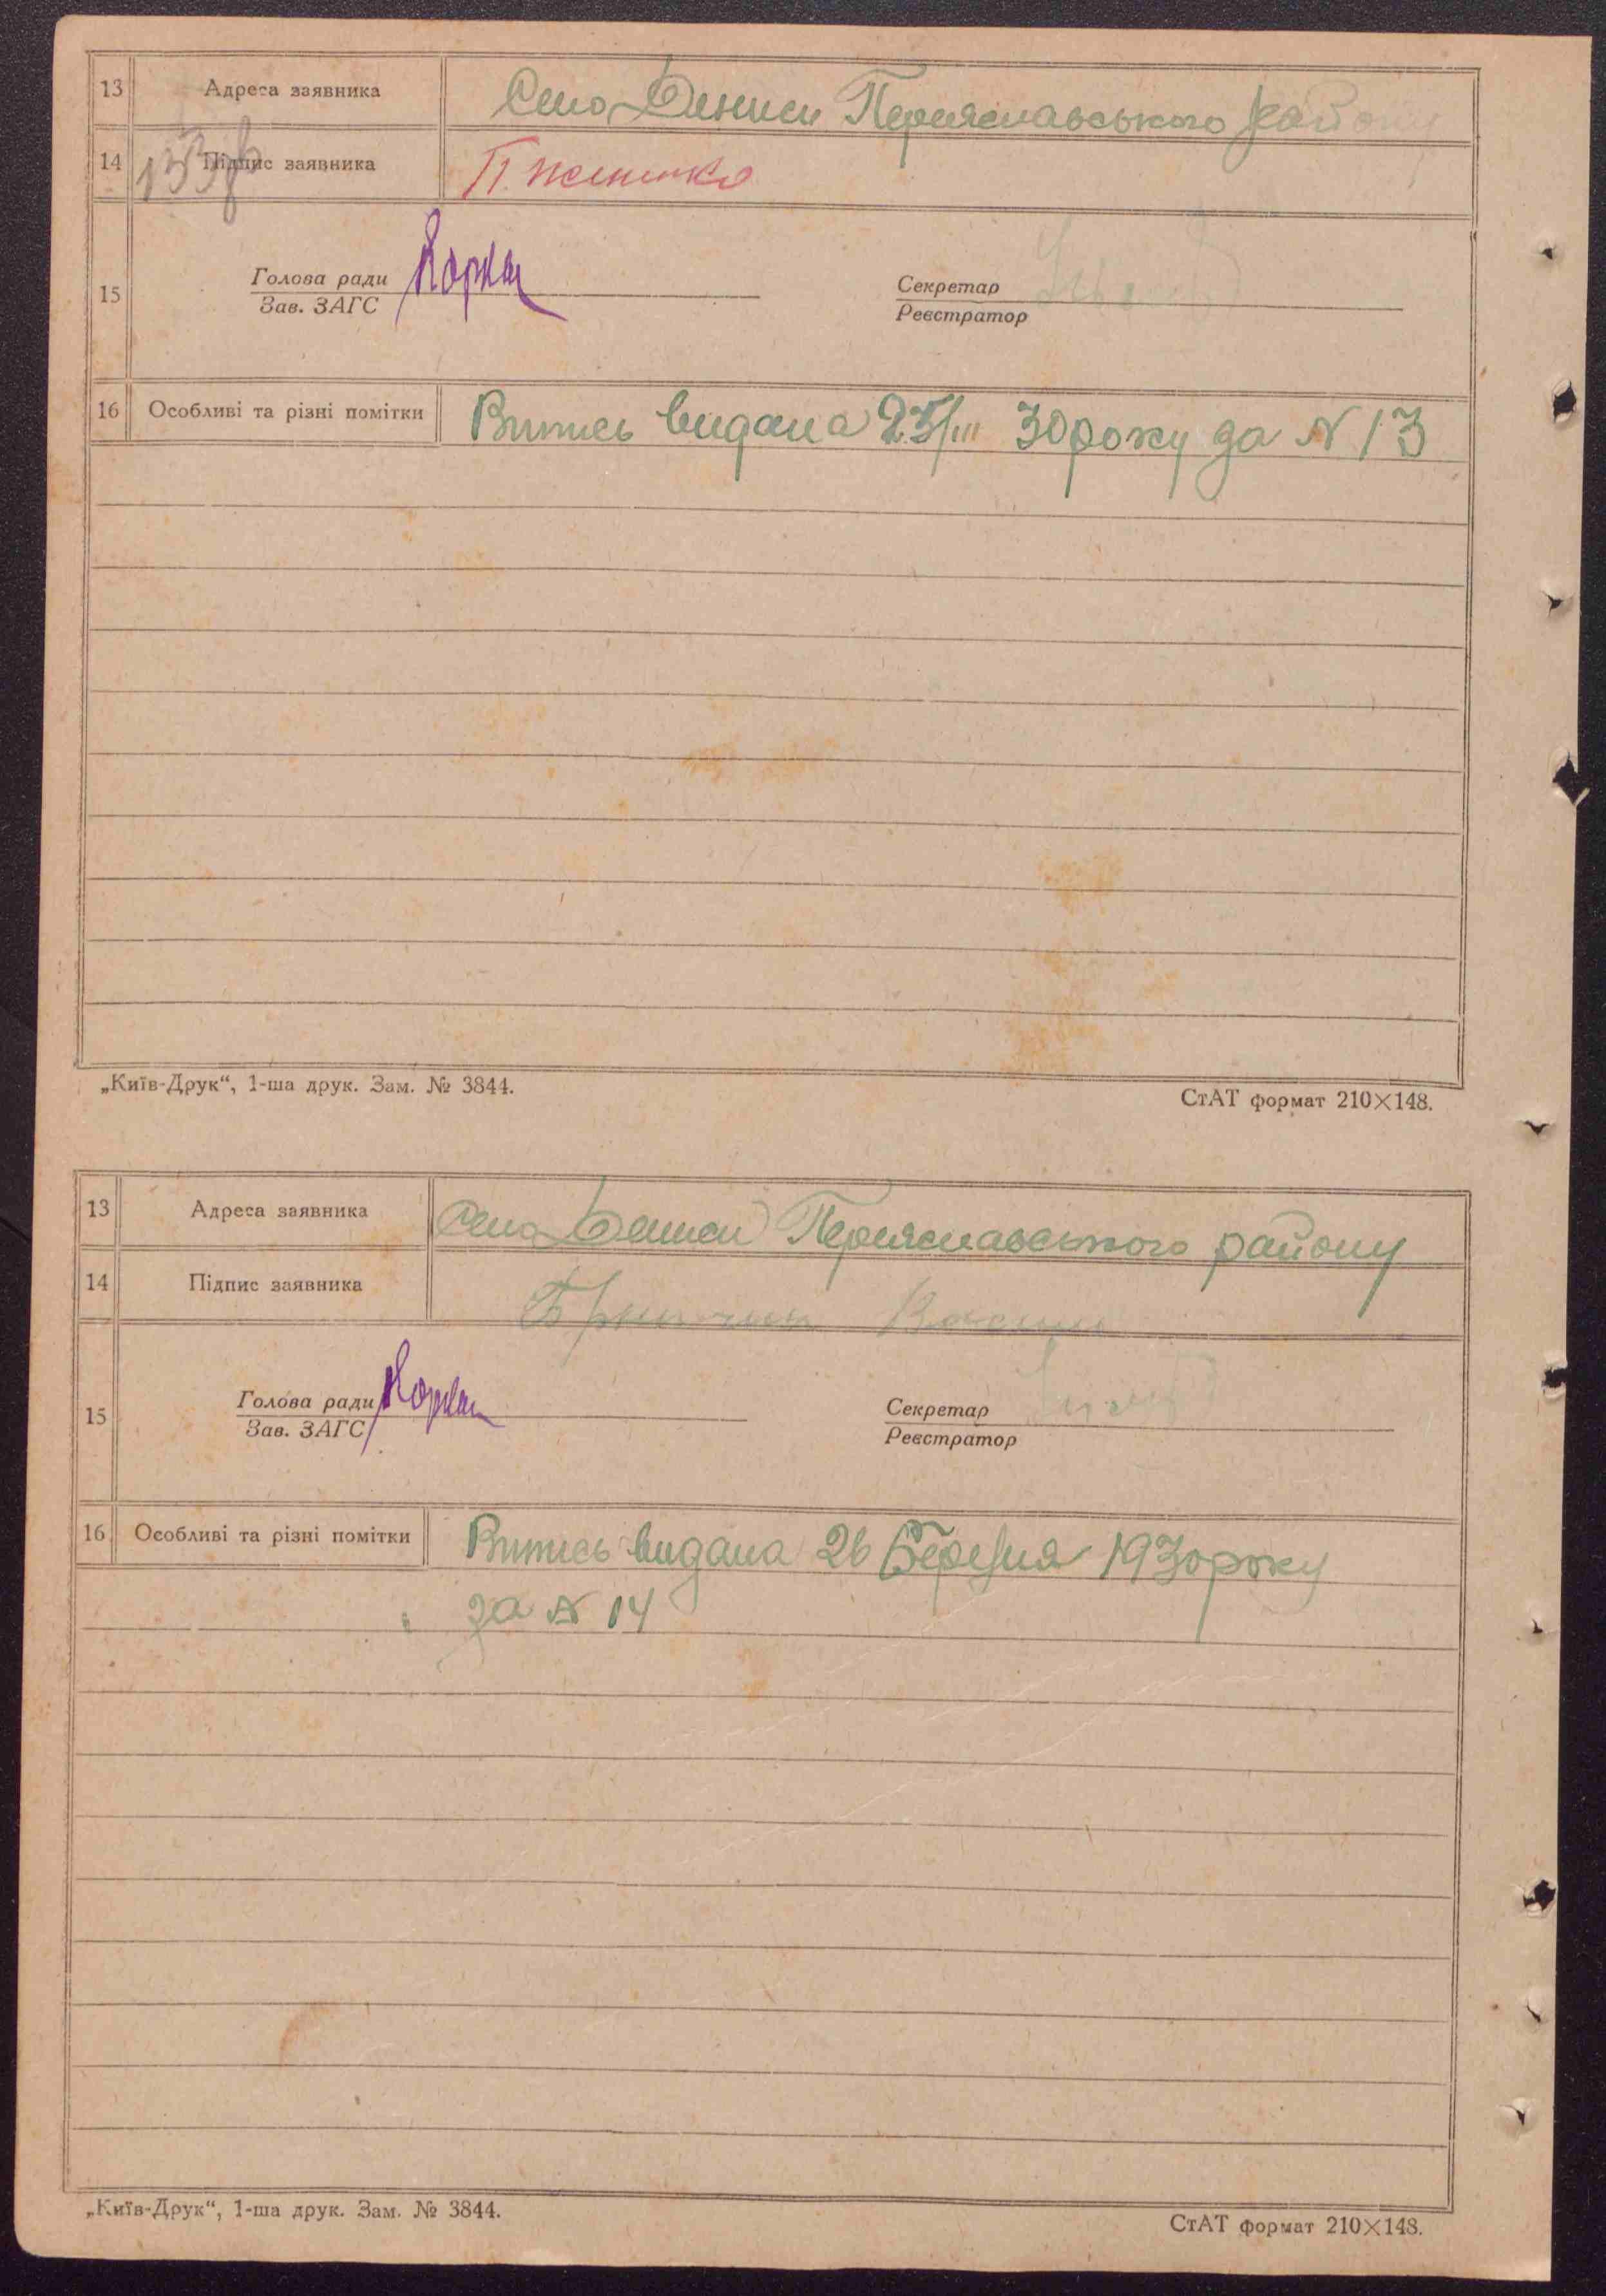 13 Адреса заявника Село Дениси Переяславського району
14 Підпис заявника
133зв
15 Голова ради
Зав. ЗАГС
Секретар
Реєстратор
16 Особливі та різні помітки Випись видана 25/III 30 року за N 13
„Київ-Друк“, 1-ша друк. Зам. № 3844.
СтАТ формат 210×148.
13 Адреса заявника Село Дениси Переяславського району
14 Підпис заявника
15 Голова ради
Зав. ЗАГС
Секретар
Реєстратор
16 Особливі та різні помітки Випись видана 26 Березня 1930 року
за N 14
„Київ-Друк“, 1-ша друк. Зам. № 3844.
СтАТ формат 210×148.